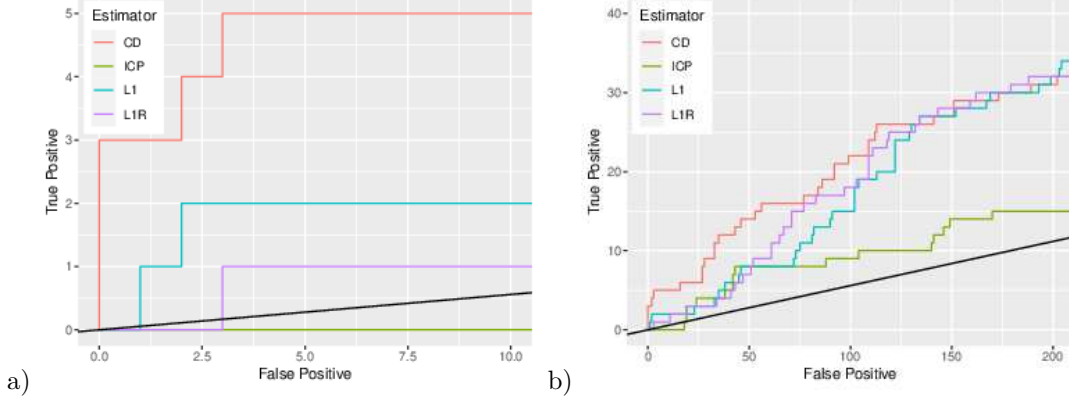 Estimator
CD
ICP
L1
L1R
True Positive
5
4
3
2
1
0
0.0
2.5
5.0
7.5
10.0
False Positive
a)
Estimator
CD
ICP
L1
L1R
True Positive
40
30
20
10
0
0
50
100
150
200
False Positive
b)